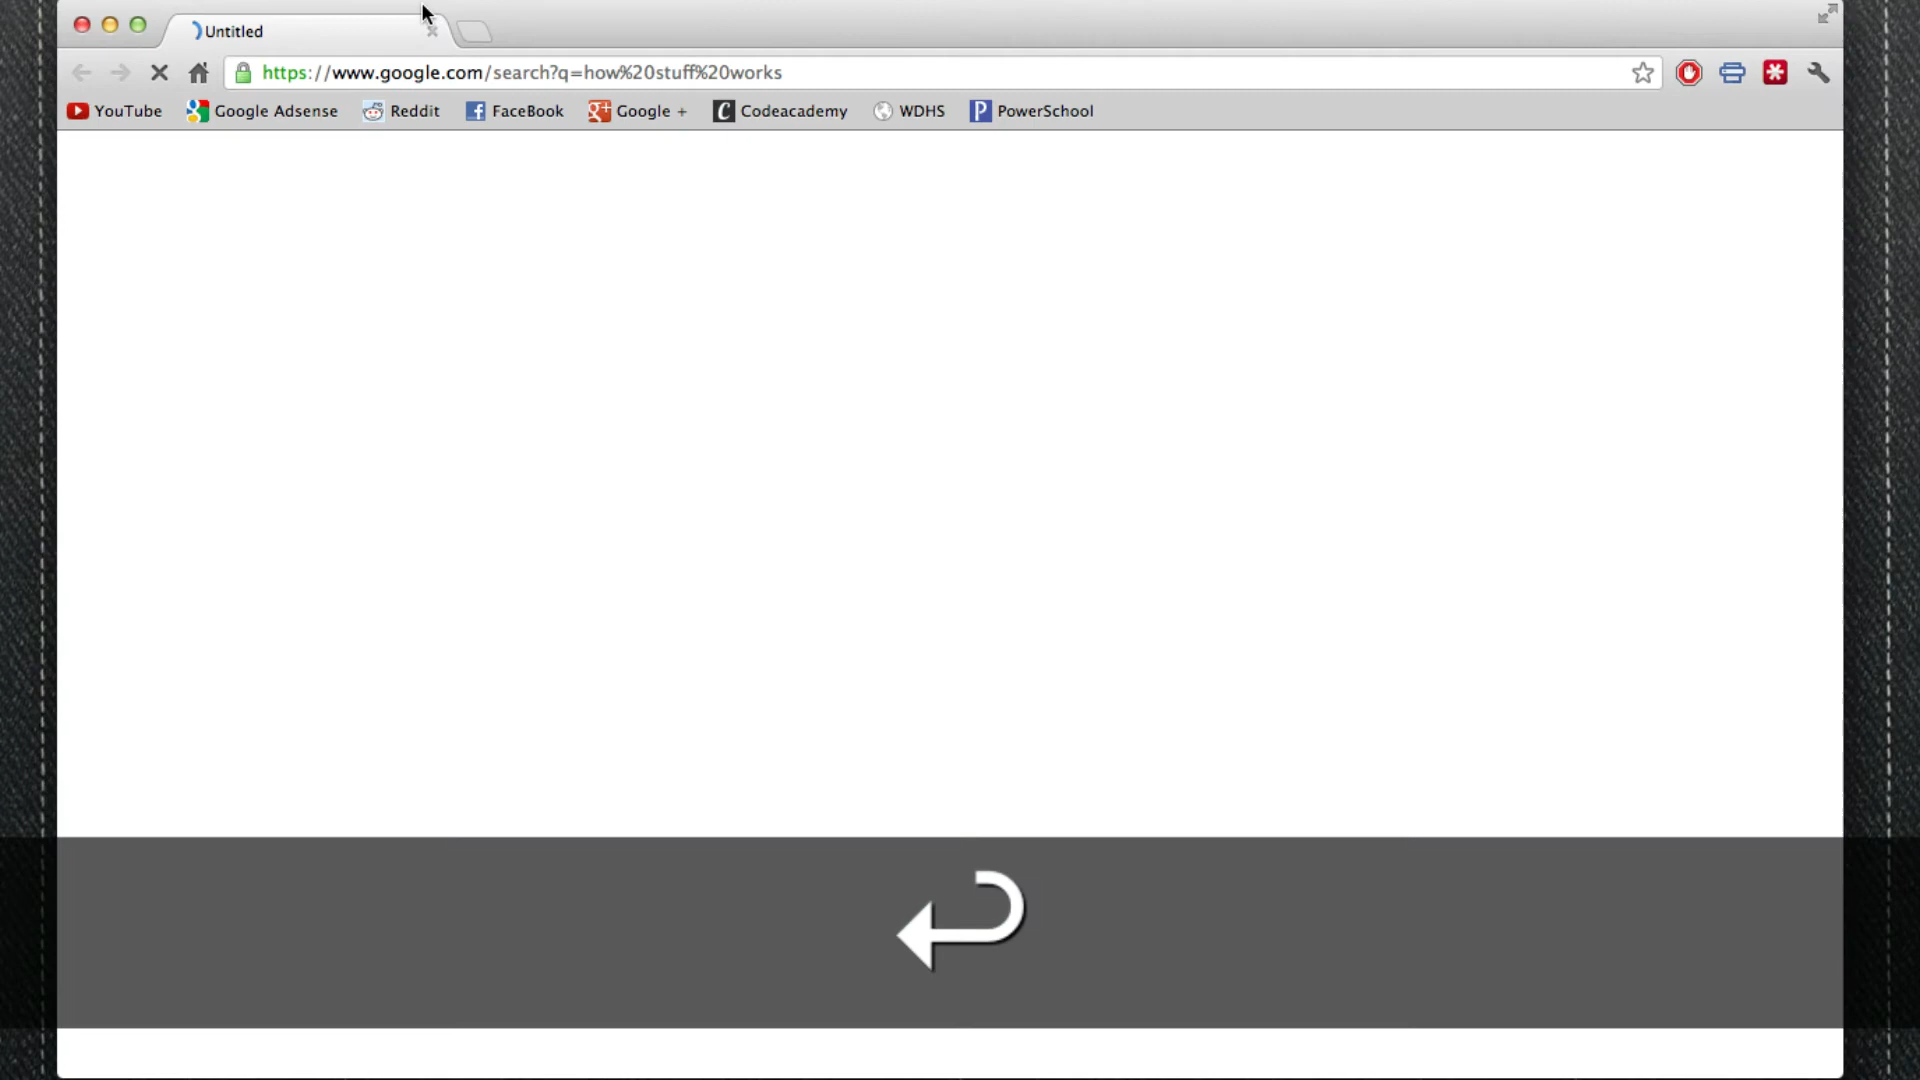 Untitled
https://www.google.com/search?q=how%20stuff%20works
YouTube Google Adsense Reddit FaceBook Google + Codeacademy WDHS PowerSchool